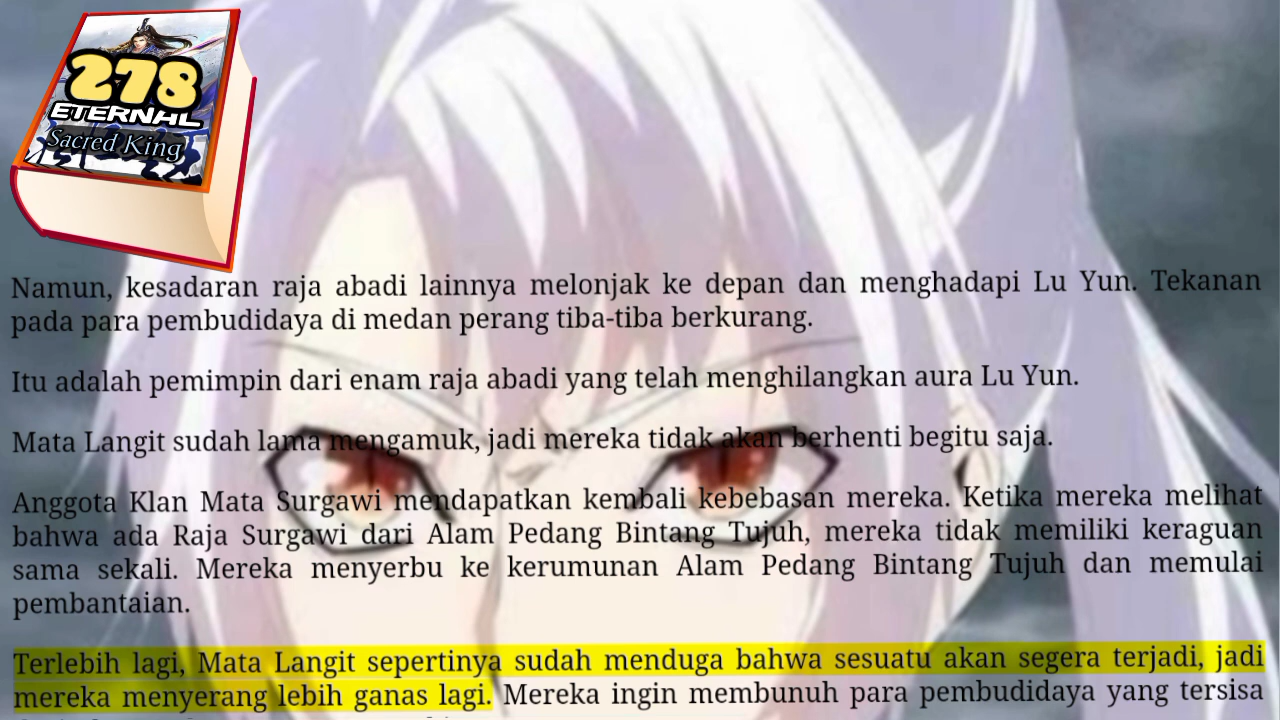 278
ETERNAL
Sacred King
Namun, kesadaran raja abadi lainnya melonjak ke depan dan menghadapi Lu Yun. Tekanan
pada para pembudidaya di medan perang tiba-tiba berkurang.
Itu adalah pemimpin dari enam raja abadi yang telah menghilangkan aura Lu Yun.
Mata Langit sudah lama mengamuk, jadi mereka tidak akan berhenti begitu saja.
Anggota Klan Mata Surgawi mendapatkan kembali kebebasan mereka. Ketika mereka melihat
bahwa ada Raja Surgawi dari Alam Pedang Bintang Tujuh, mereka tidak memiliki keraguan
sama sekali. Mereka menyerbu ke kerumunan Alam Pedang Bintang Tujuh dan memulai
pembantaian.
Terlebih lagi, Mata Langit sepertinya sudah menduga bahwa sesuatu akan segera terjadi, jadi
mereka menyerang lebih ganas lagi. Mereka ingin membunuh para pembudidaya yang tersisa